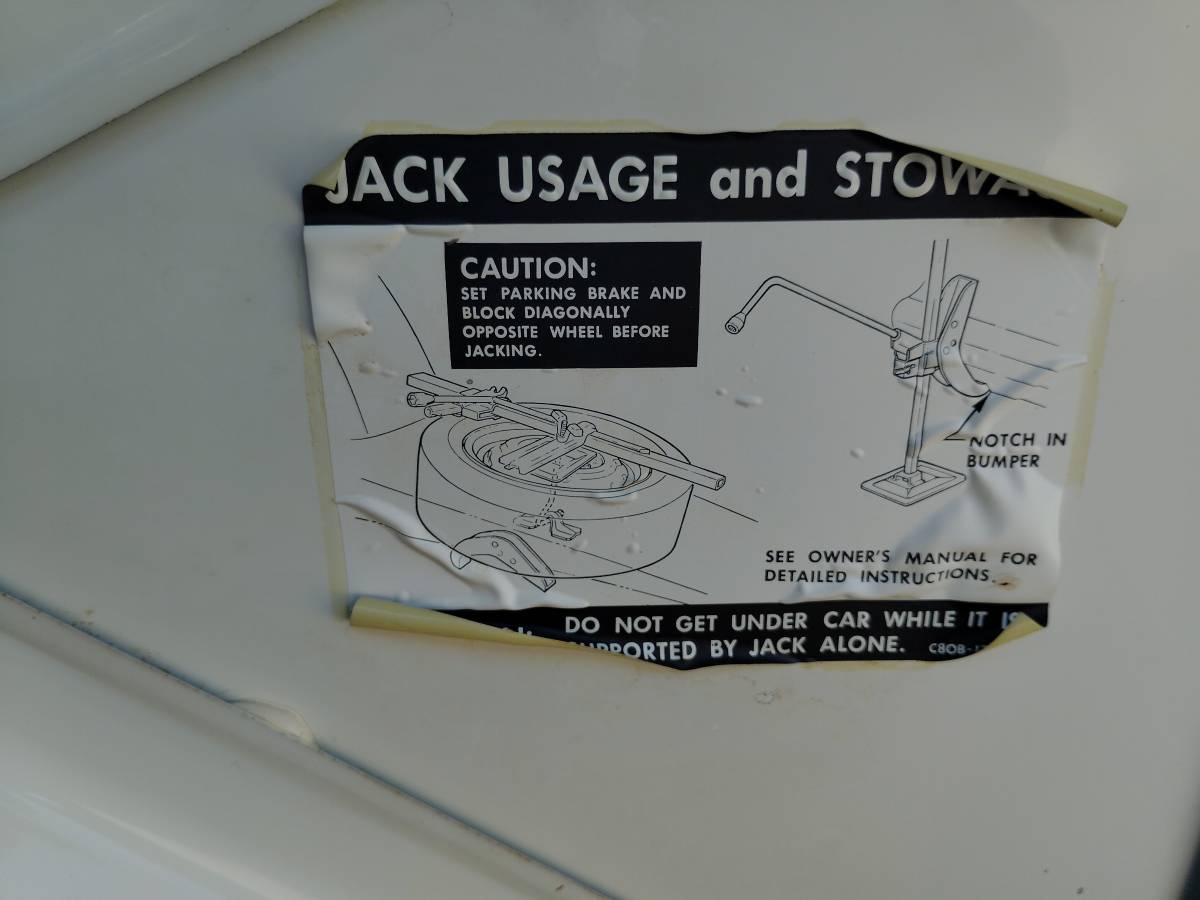 JACK USAGE and STOWA
CAUTION:
SET PARKING BRAKE AND
BLOCK DIAGONALLY
OPPOSITE WHEEL BEFORE
JACKING.
NOTCH IN
BUMPER
SEE OWNER'S MANUAL FOR
DETAILED INSTRUCTIONS.
DO NOT GET UNDER CAR WHILE IT IS
SUPPORTED BY JACK ALONE. C8OB-